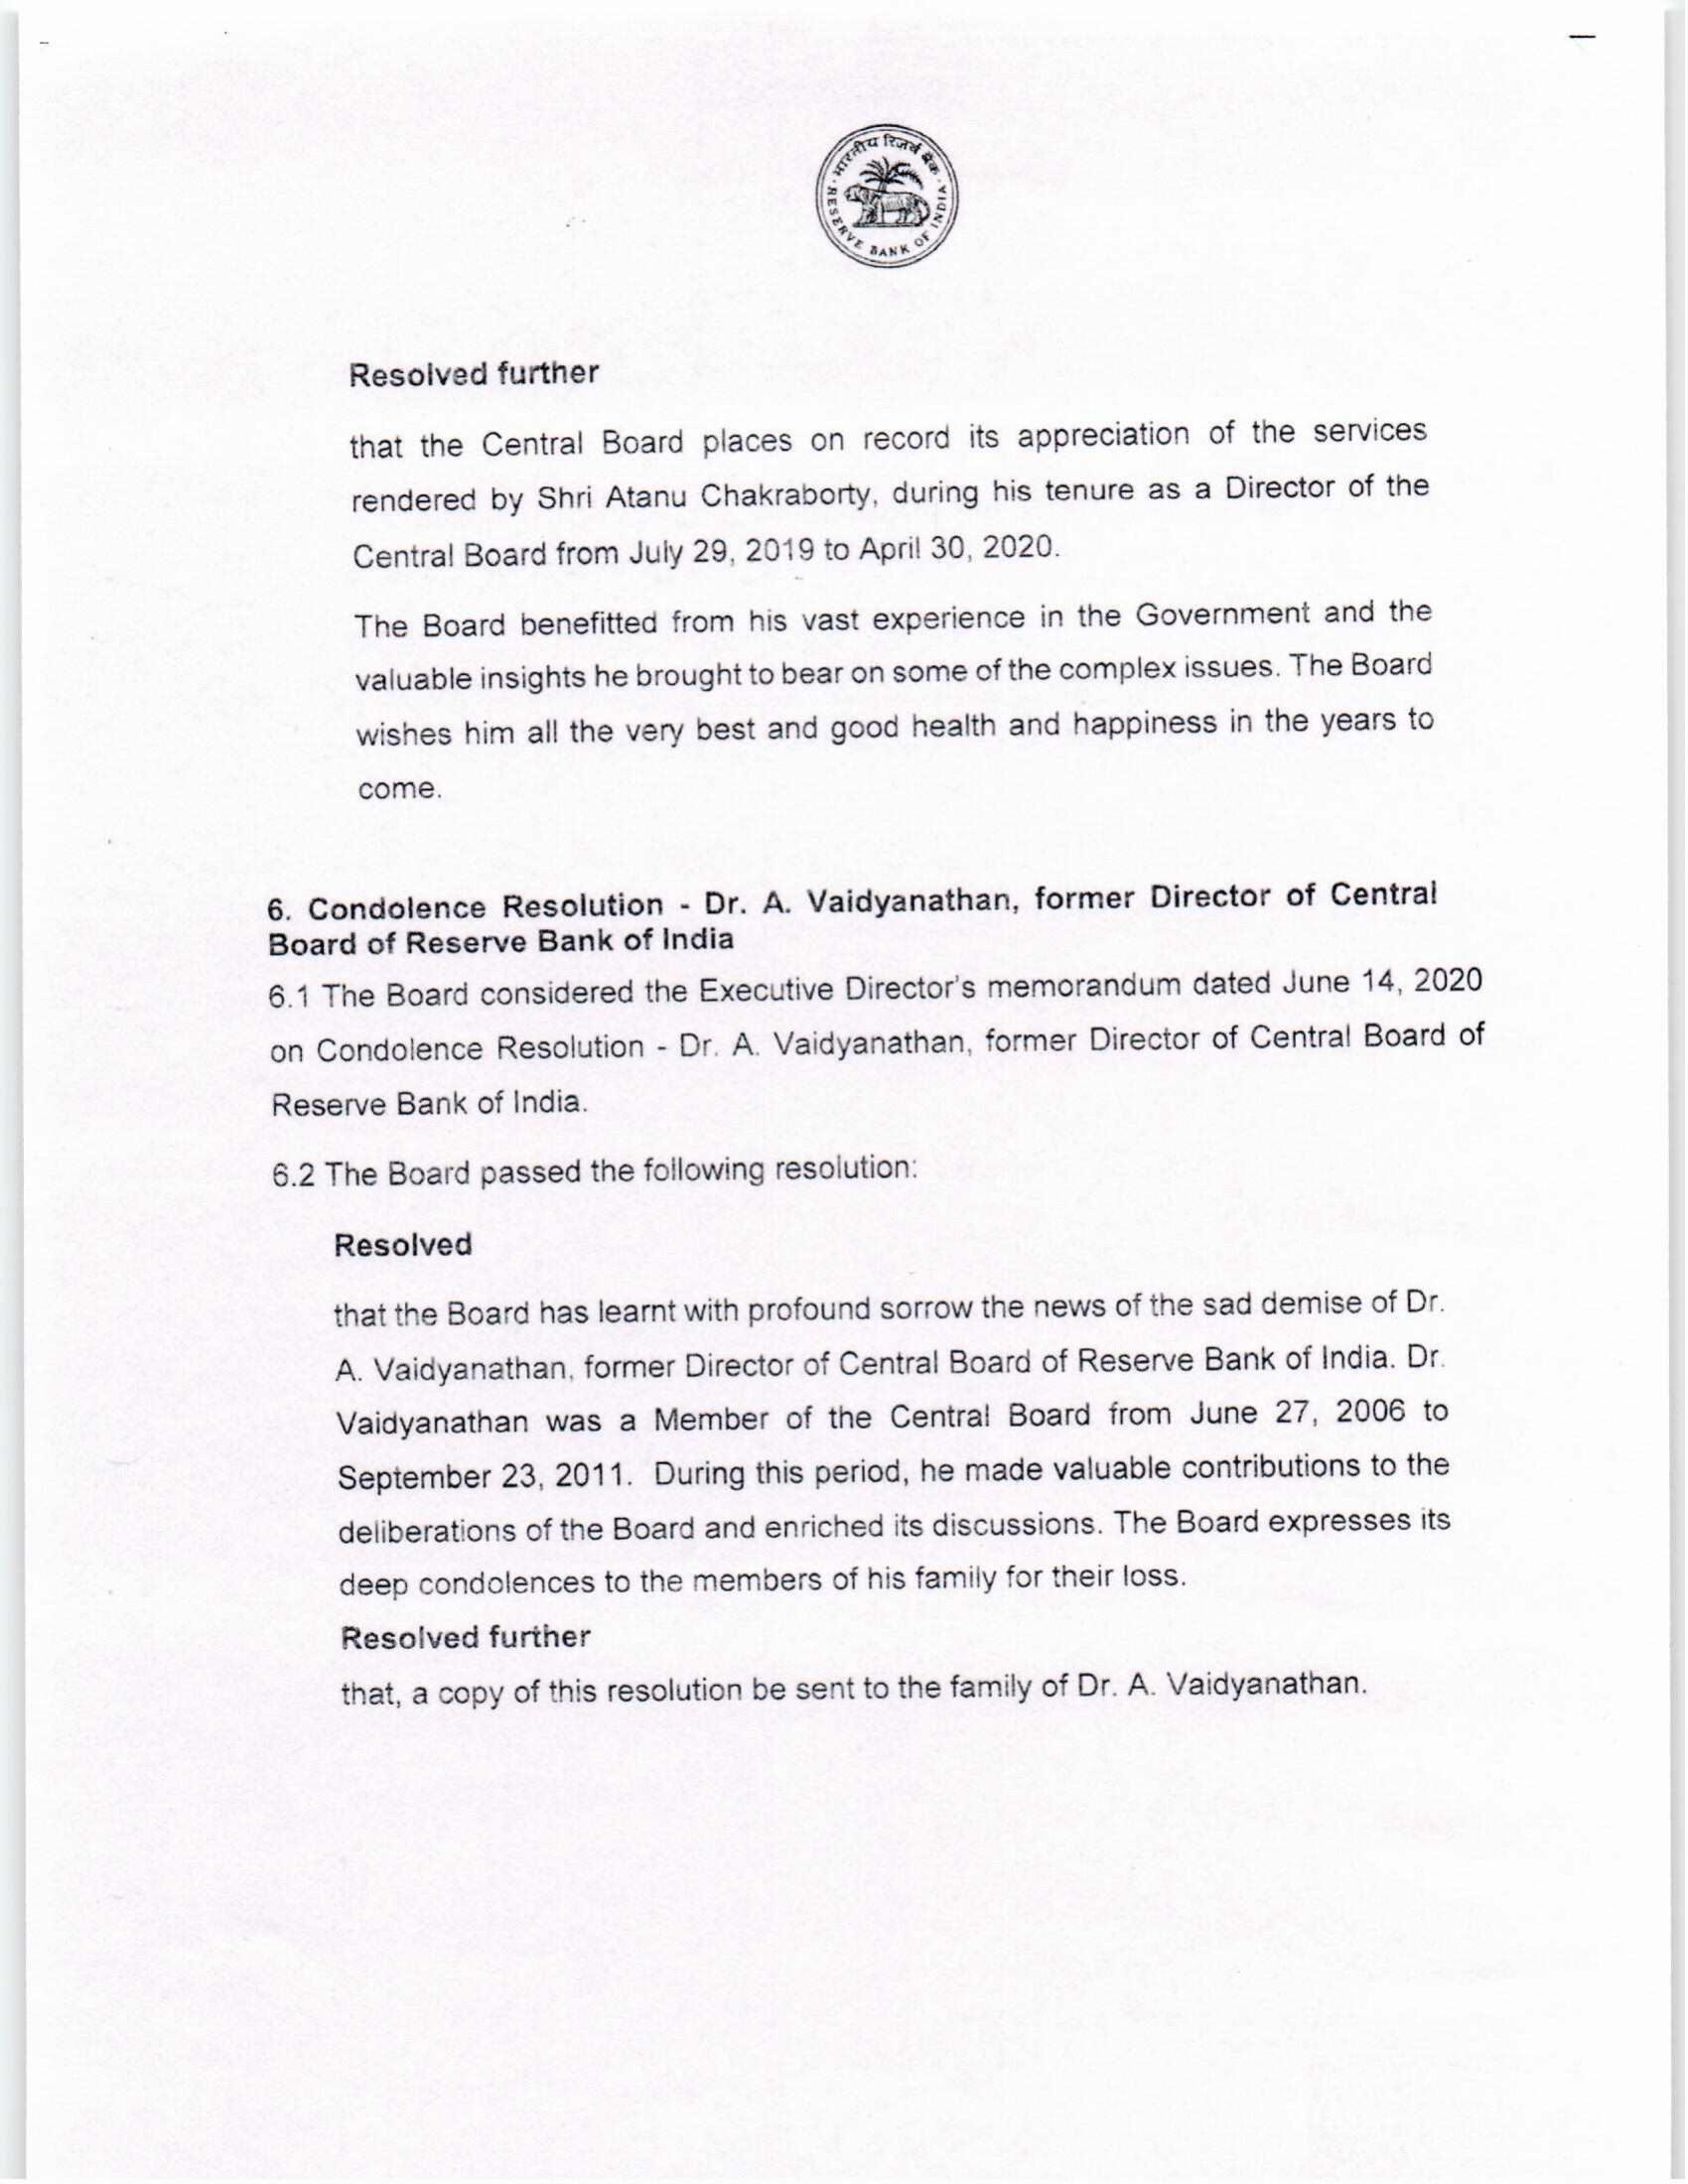 भारतीय रिज़र्व बैंक
RESERVE BANK OF INDIA
Resolved further
that the Central Board places on record its appreciation of the services
rendered by Shri Atanu Chakraborty, during his tenure as a Director of the
Central Board from July 29, 2019 to April 30, 2020.
The Board benefitted from his vast experience in the Government and the
valuable insights he brought to bear on some of the complex issues. The Board
wishes him all the very best and good health and happiness in the years to
come.
6. Condolence Resolution - Dr. A. Vaidyanathan, former Director of Central
Board of Reserve Bank of India
6.1 The Board considered the Executive Director's memorandum dated June 14, 2020
on Condolence Resolution - Dr. A. Vaidyanathan, former Director of Central Board of
Reserve Bank of India.
6.2 The Board passed the following resolution:
Resolved
that the Board has learnt with profound sorrow the news of the sad demise of Dr.
A. Vaidyanathan, former Director of Central Board of Reserve Bank of India. Dr.
Vaidyanathan was a Member of the Central Board from June 27, 2006 to
September 23, 2011. During this period, he made valuable contributions to the
deliberations of the Board and enriched its discussions. The Board expresses its
deep condolences to the members of his family for their loss.
Resolved further
that, a copy of this resolution be sent to the family of Dr. A. Vaidyanathan.